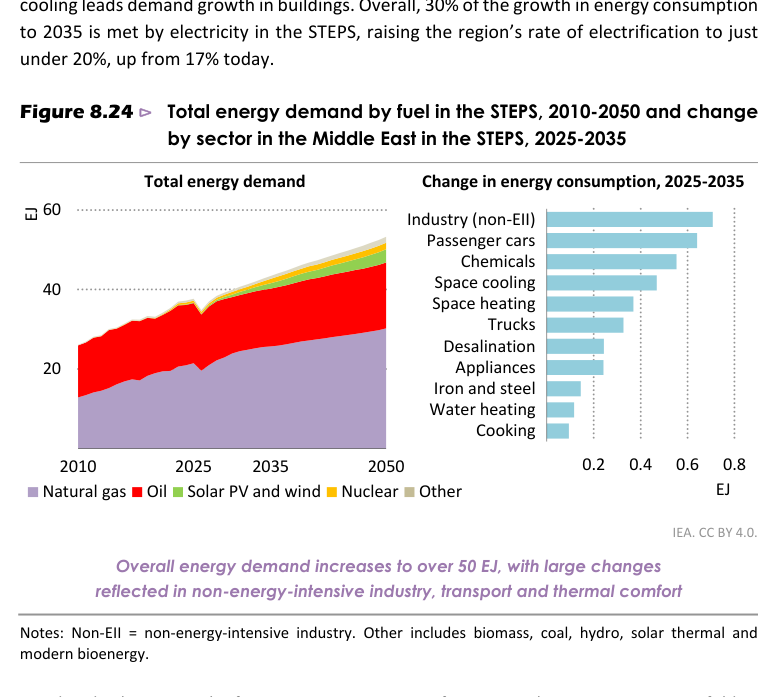 cooling leads demand growth in buildings. Overall, 30% of the growth in energy consumption
to 2035 is met by electricity in the STEPS, raising the region's rate of electrification to just
under 20%, up from 17% today.
Figure 8.24 ▻ Total energy demand by fuel in the STEPS, 2010-2050 and change
by sector in the Middle East in the STEPS, 2025-2035
Total energy demand
EJ
60
40
20
2010 2025 2035 2050
Natural gas Oil Solar PV and wind Nuclear Other
Change in energy consumption, 2025-2035
Industry (non-EII)
Passenger cars
Chemicals
Space cooling
Space heating
Trucks
Desalination
Appliances
Iron and steel
Water heating
Cooking
0.2 0.4 0.6 0.8
EJ
IEA. CC BY 4.0.
Overall energy demand increases to over 50 EJ, with large changes
reflected in non-energy-intensive industry, transport and thermal comfort
Notes: Non-EII = non-energy-intensive industry. Other includes biomass, coal, hydro, solar thermal and
modern bioenergy.